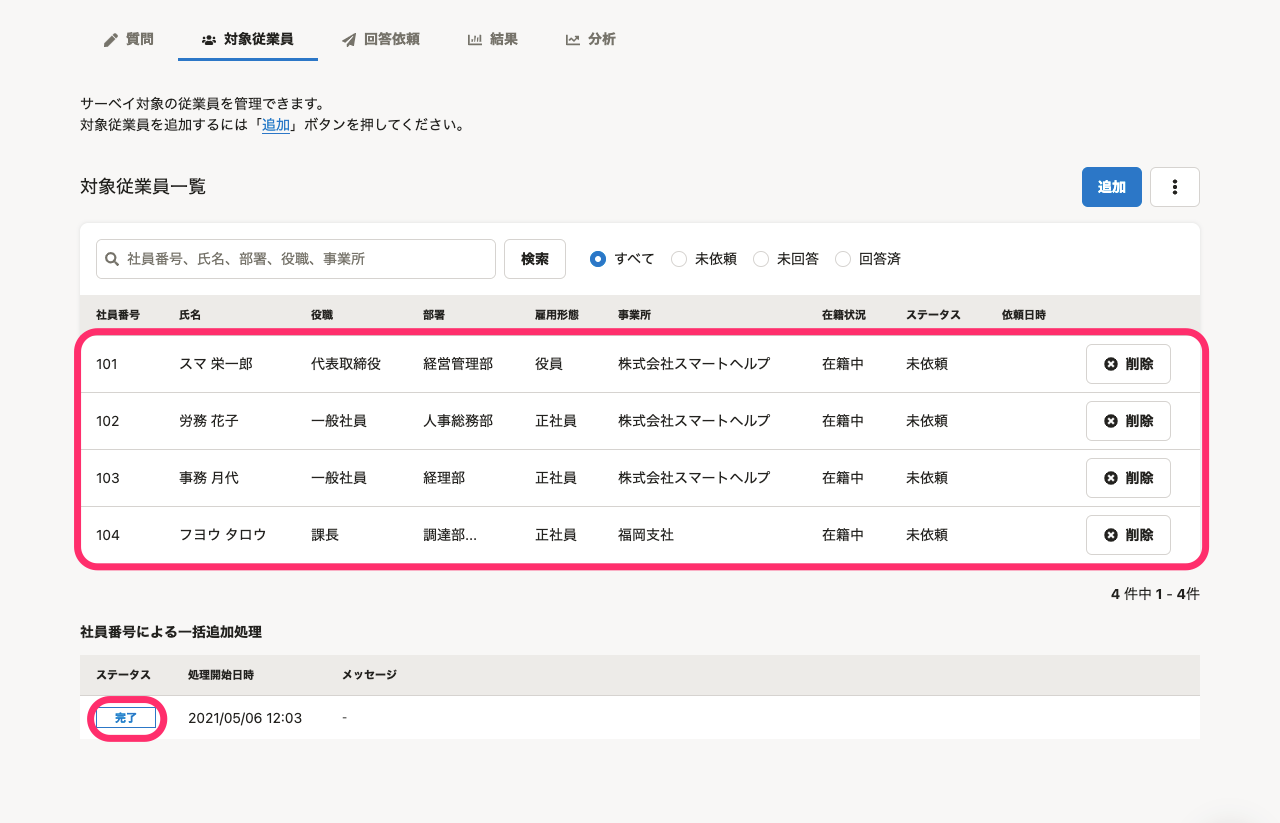 質問 対象従業員 回答依頼 結果 分析
サーベイ対象の従業員を管理できます。
対象従業員を追加するには「追加」ボタンを押してください。
対象従業員一覧 追加
社員番号、氏名、部署、役職、事業所 検索 すべて 未依頼 未回答 回答済
社員番号 氏名 役職 部署 雇用形態 事業所 在籍状況 ステータス 依頼日時
101 スマ 栄一郎 代表取締役 経営管理部 役員 株式会社スマートヘルプ 在籍中 未依頼 削除
102 労務 花子 一般社員 人事総務部 正社員 株式会社スマートヘルプ 在籍中 未依頼 削除
103 事務 月代 一般社員 経理部 正社員 株式会社スマートヘルプ 在籍中 未依頼 削除
104 フヨウ タロウ 課長 調達部... 正社員 福岡支社 在籍中 未依頼 削除
4 件中 1 - 4件
社員番号による一括追加処理
ステータス 処理開始日時 メッセージ
完了 2021/05/06 12:03 -